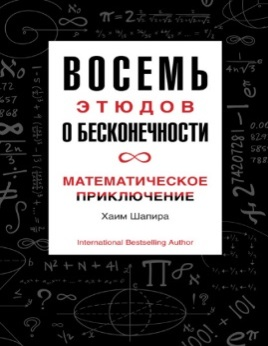 ВОСЕМЬ
ЭТЮДОВ
О БЕСКОНЕЧНОСТИ
∞
МАТЕМАТИЧЕСКОЕ
ПРИКЛЮЧЕНИЕ
Хаим Шапира
International Bestselling Author